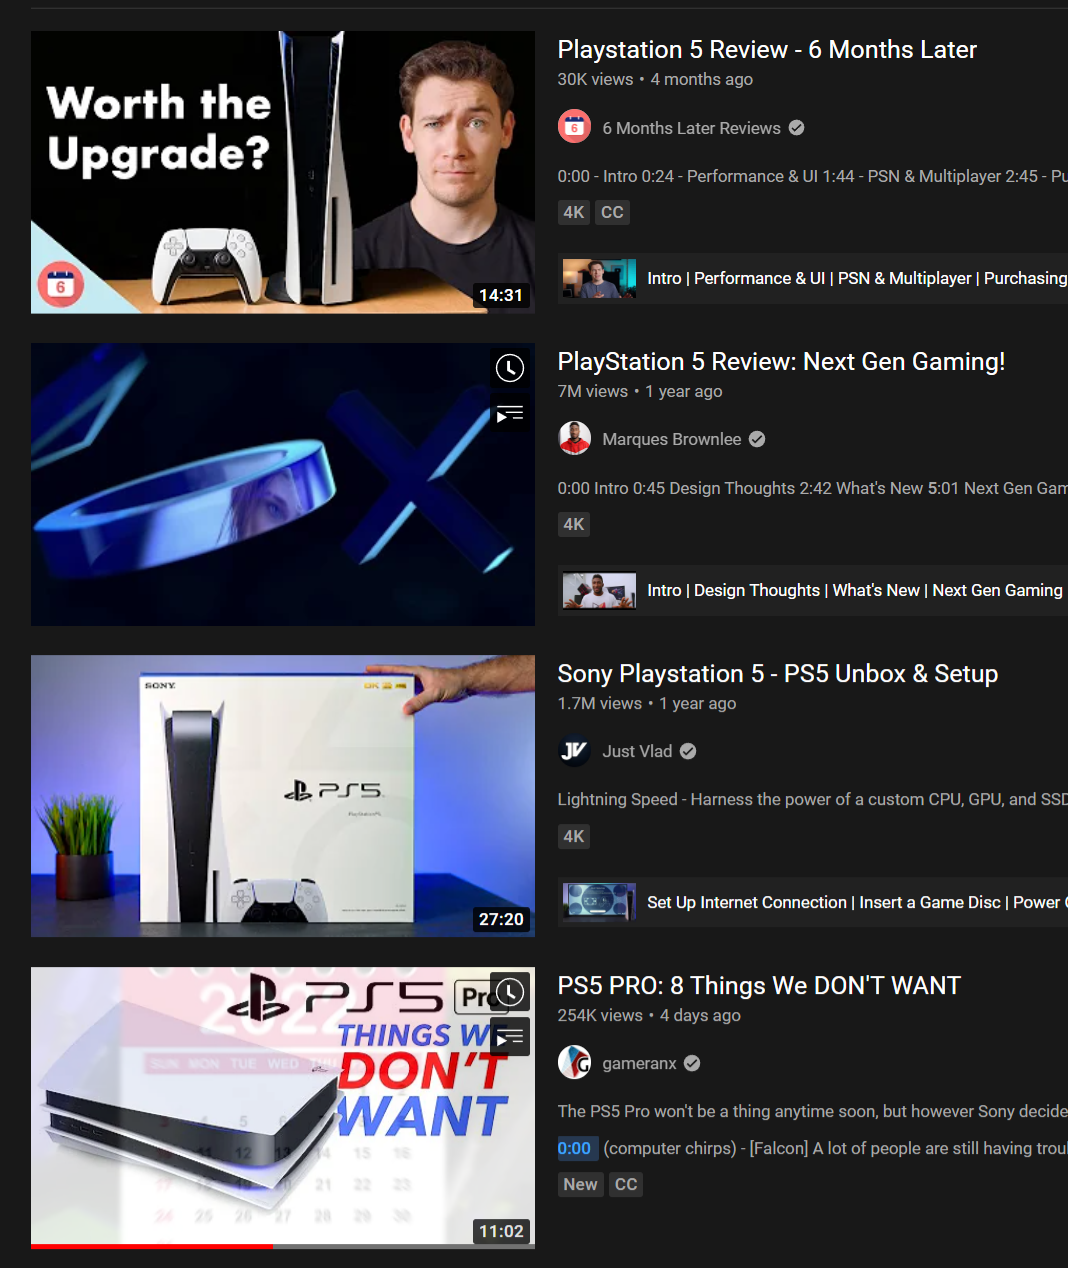 Worth the
Upgrade?
6
14:31
Playstation 5 Review - 6 Months Later
30K views • 4 months ago
6
6 Months Later Reviews
0:00 - Intro 0:24 - Performance & UI 1:44 - PSN & Multiplayer 2:45 -
4K CC
Intro | Performance & UI | PSN & Multiplayer | Purchasing
PlayStation 5 Review: Next Gen Gaming!
7M views • 1 year ago
Marques Brownlee
0:00 Intro 0:45 Design Thoughts 2:42 What's New 5:01 Next Gen
4K
Intro | Design Thoughts | What's New | Next Gen Gaming
SONY
PS5
27:20
Sony Playstation 5 - PS5 Unbox & Setup
1.7M views • 1 year ago
JV
Just Vlad
Lightning Speed - Harness the power of a custom CPU, GPU, and SSD
4K
Set Up Internet Connection | Insert a Game Disc | Power
2022
PS5 Pro
THINGS WE
DON'T
WANT
SUN MON TUE WED THU
4 5 6
11 12 13 14 15 16
17 18 19 20 21 22 23
24 25 26 27 28 29 30
11:02
PS5 PRO: 8 Things We DON'T WANT
254K views • 4 days ago
G
gameranx
The PS5 Pro won't be a thing anytime soon, but however Sony
0:00 (computer chirps) - [Falcon] A lot of people are still having
New CC